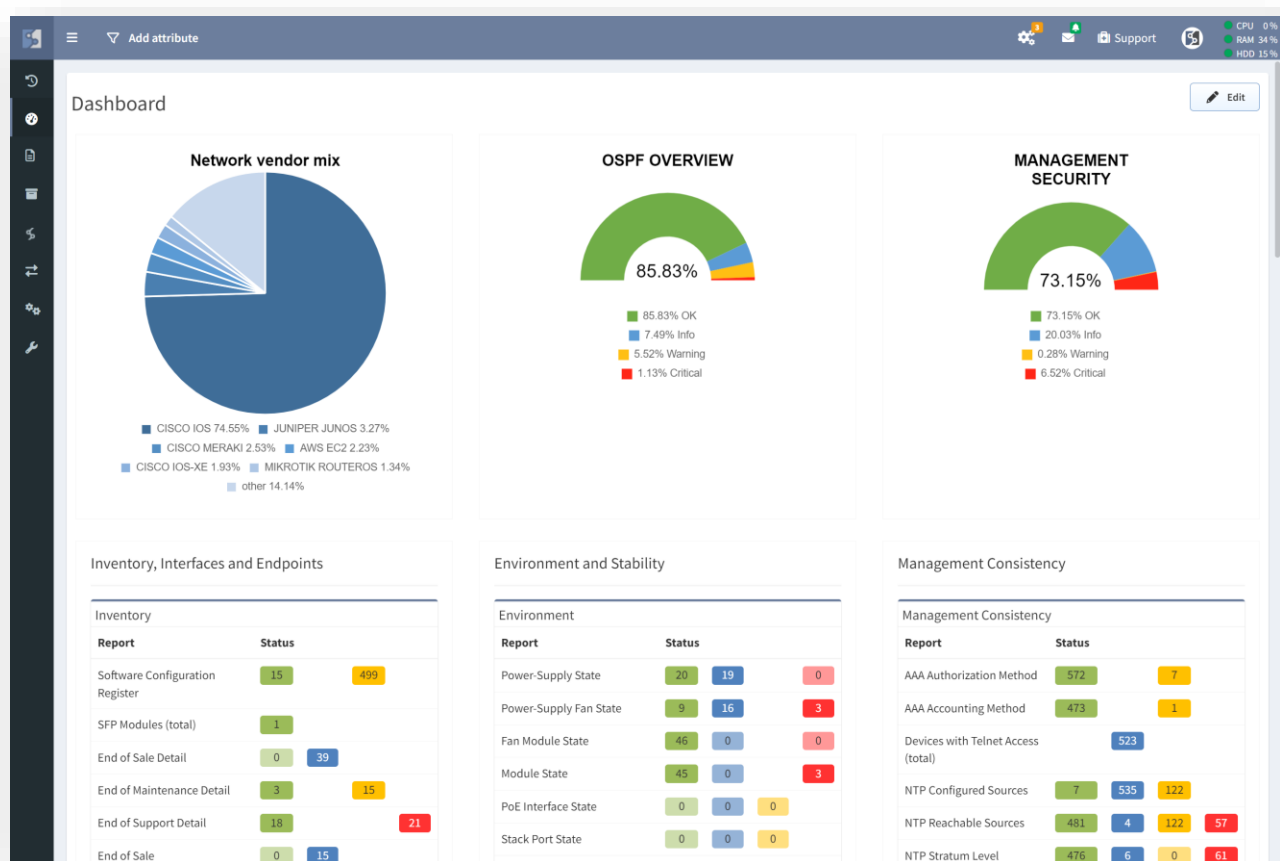 Add attribute
3
Support
CPU 0%
RAM 34%
HDD 15%
Dashboard
Edit
Network vendor mix
CISCO IOS 74.55% JUNIPER JUNOS 3.27%
CISCO MERAKI 2.53% AWS EC2 2.23%
CISCO IOS-XE 1.93% MIKROTIK ROUTEROS 1.34%
other 14.14%
OSPF OVERVIEW
85.83%
85.83% OK
7.49% Info
5.52% Warning
1.13% Critical
MANAGEMENT
SECURITY
73.15%
73.15% OK
20.03% Info
0.28% Warning
6.52% Critical
Inventory, Interfaces and Endpoints
Inventory
Report Status
Software Configuration
Register 15 499
SFP Modules (total) 1
End of Sale Detail 0 39
End of Maintenance Detail 3 15
End of Support Detail 18 21
End of Sale 0 15
Environment and Stability
Environment
Report Status
Power-Supply State 20 19 0
Power-Supply Fan State 9 16 3
Fan Module State 46 0 0
Module State 45 0 3
PoE Interface State 0 0 0
Stack Port State 0 0 0
Management Consistency
Management Consistency
Report Status
AAA Authorization Method 572 7
AAA Accounting Method 473 1
Devices with Telnet Access
(total) 523
NTP Configured Sources 7 535 122
NTP Reachable Sources 481 4 122 57
NTP Stratum Level 476 6 0 61